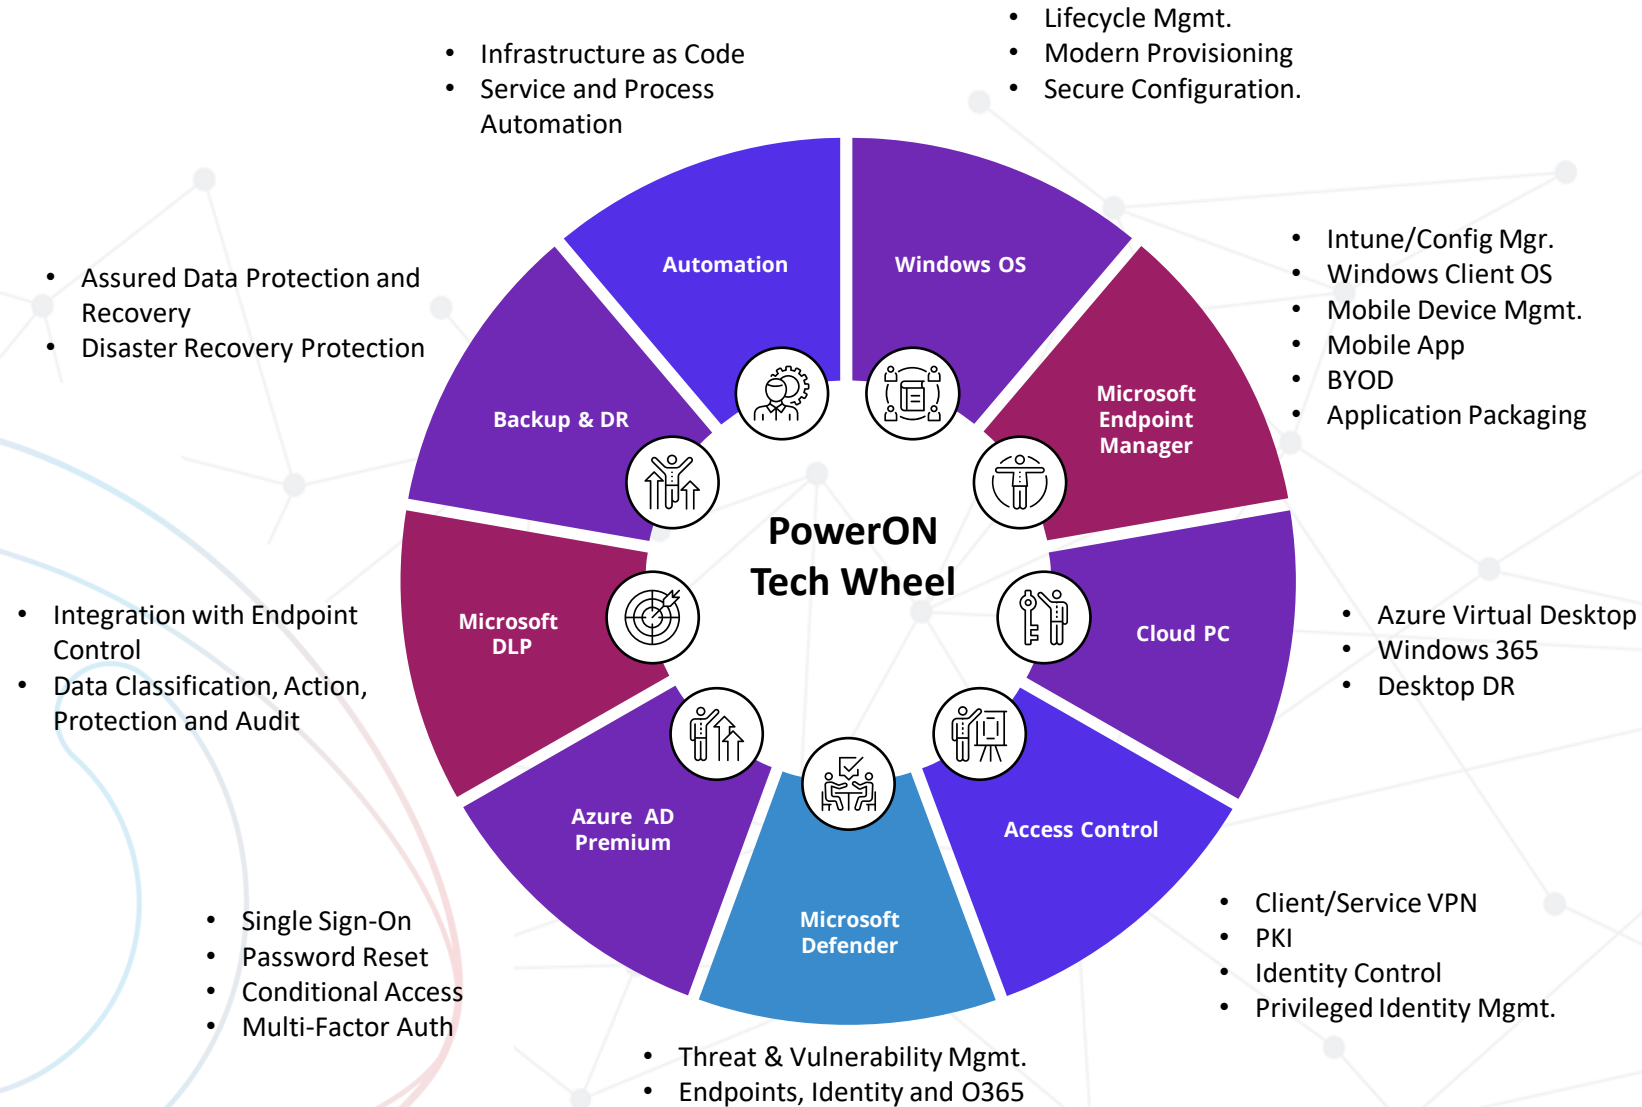 • Lifecycle Mgmt.
• Modern Provisioning
• Secure Configuration.
• Infrastructure as Code
• Service and Process
Automation
Automation
Windows OS
• Intune/Config Mgr.
• Windows Client OS
• Mobile Device Mgmt.
• Mobile App
• BYOD
• Application Packaging
• Assured Data Protection and
Recovery
• Disaster Recovery Protection
Backup & DR
Microsoft
Endpoint
Manager
PowerON
Tech Wheel
• Integration with Endpoint
Control
• Data Classification, Action,
Protection and Audit
Microsoft
DLP
Cloud PC
• Azure Virtual Desktop
• Windows 365
• Desktop DR
Azure AD
Premium
Access Control
• Single Sign-On
• Password Reset
• Conditional Access
• Multi-Factor Auth
Microsoft
Defender
• Client/Service VPN
• PKI
• Identity Control
• Privileged Identity Mgmt.
• Threat & Vulnerability Mgmt.
• Endpoints, Identity and O365